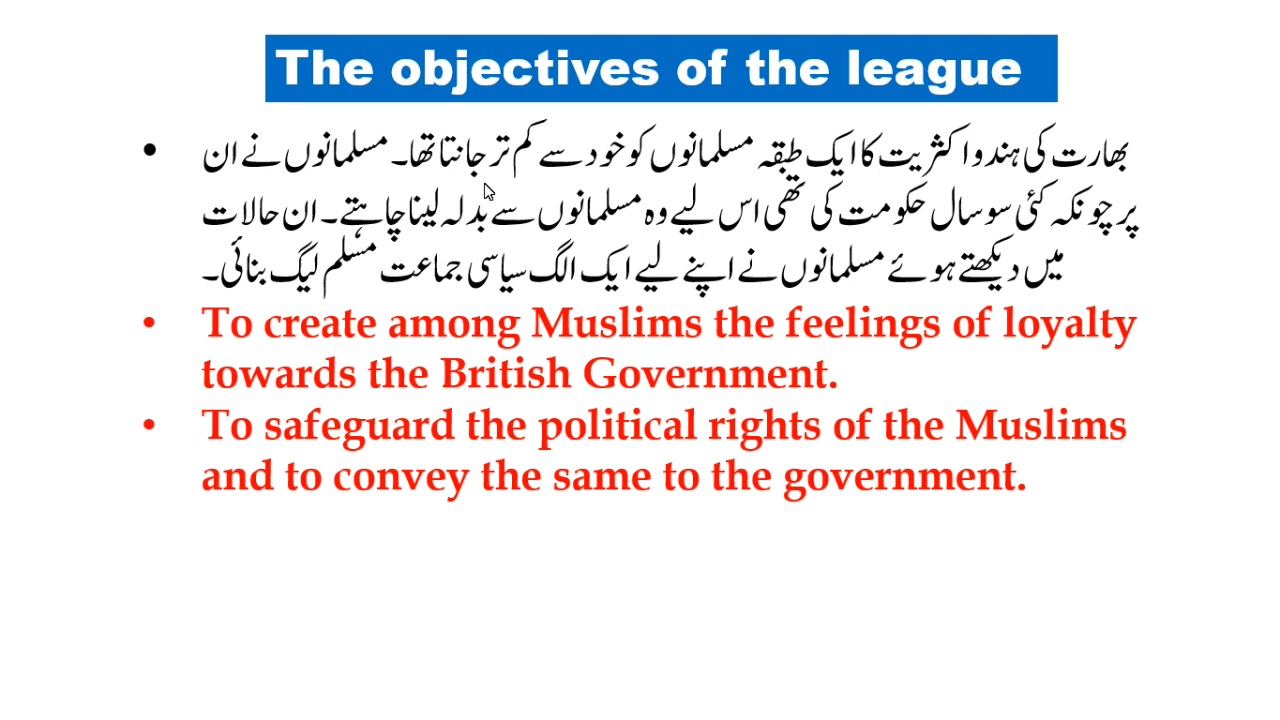 The objectives of the league
• بھارت کی ہندو اکثریت کا ایک طبقہ مسلمانوں کو خود سے کم تر جانتا تھا۔ مسلمانوں نے ان
پر چونکہ کئی سو سال حکومت کی تھی اس لیے وہ مسلمانوں سے بدلہ لینا چاہتے۔ ان حالات
میں دیکھتے ہوئے مسلمانوں نے اپنے لیے ایک الگ سیاسی جماعت مسلم لیگ بنائی۔
• To create among Muslims the feelings of loyalty
towards the British Government.
• To safeguard the political rights of the Muslims
and to convey the same to the government.